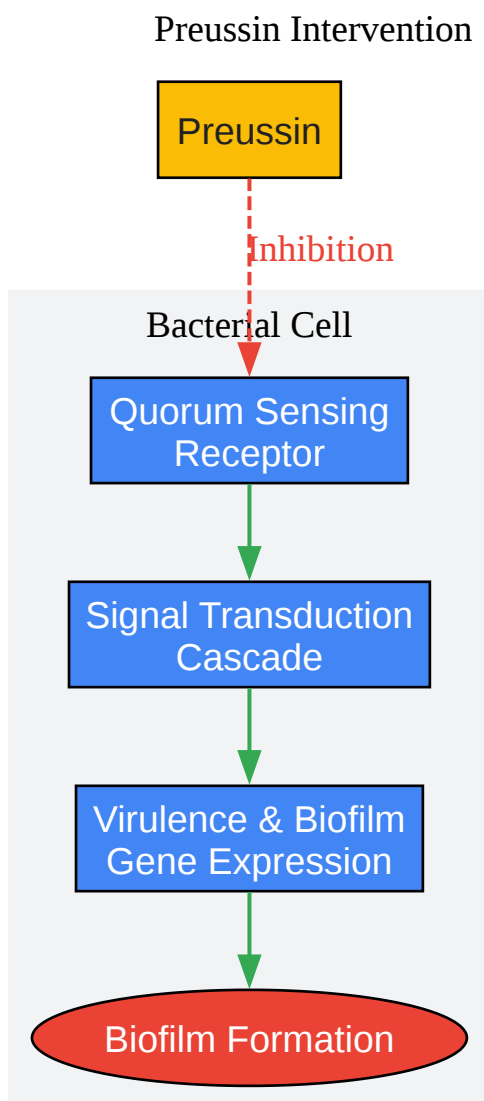 Preussin Intervention
Preussin
Inhibition
Bacterial Cell
Quorum Sensing
Receptor
Signal Transduction
Cascade
Virulence & Biofilm
Gene Expression
Biofilm Formation